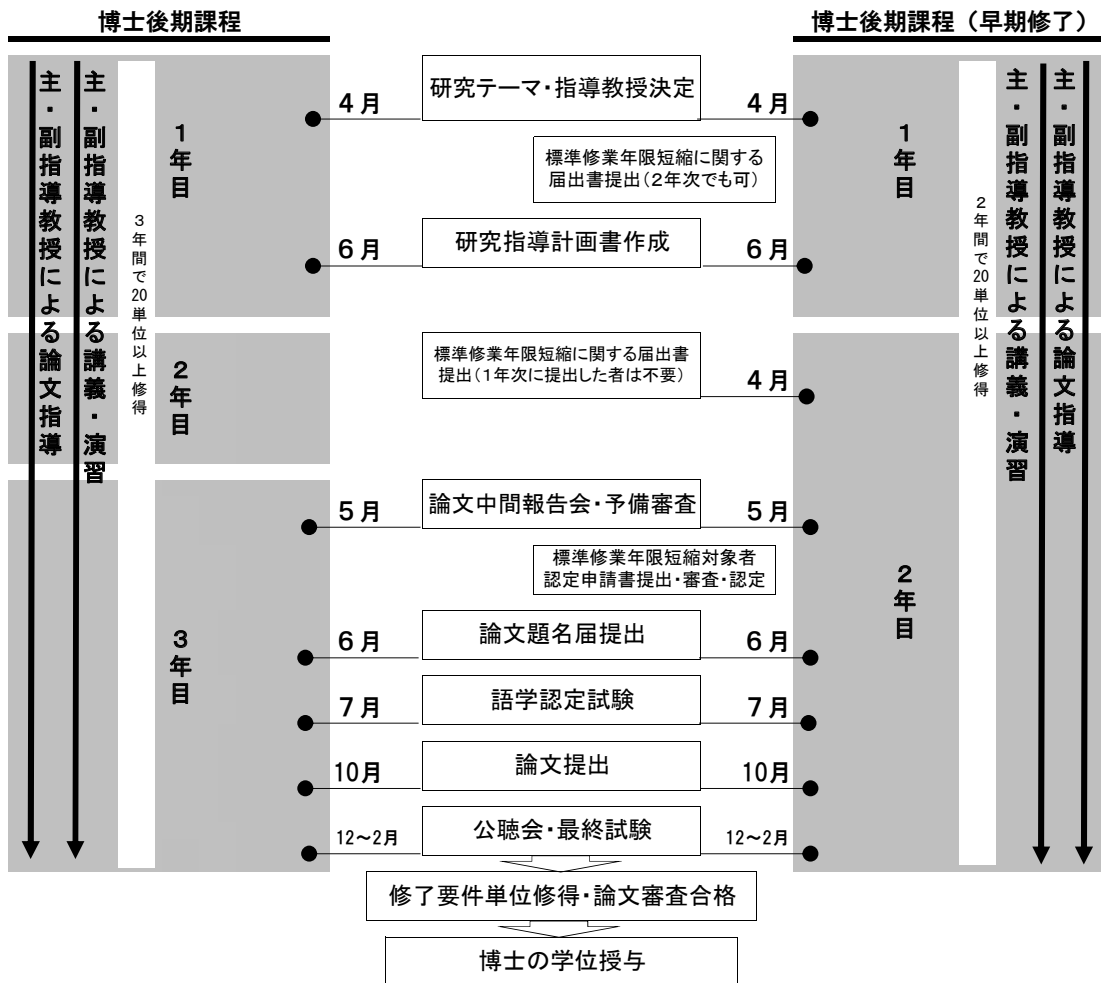 博士後期課程
博士後期課程（早期修了）
主・副指導教授による論文指導
主・副指導教授による講義・演習
３年間で20単位以上修得
１年目
２年目
３年目
４月
研究テーマ・指導教授決定
４月
標準修業年限短縮に関する
届出書提出（２年次でも可）
６月
研究指導計画書作成
６月
標準修業年限短縮に関する届出書
提出（１年次に提出した者は不要）
４月
５月
論文中間報告会・予備審査
５月
標準修業年限短縮対象者
認定申請書提出・審査・認定
６月
論文題名届提出
６月
７月
語学認定試験
７月
10月
論文提出
10月
12～2月
公聴会・最終試験
12～2月
修了要件単位修得・論文審査合格
博士の学位授与
１年目
２年目
２年間で20単位以上修得
主・副指導教授による講義・演習
主・副指導教授による論文指導